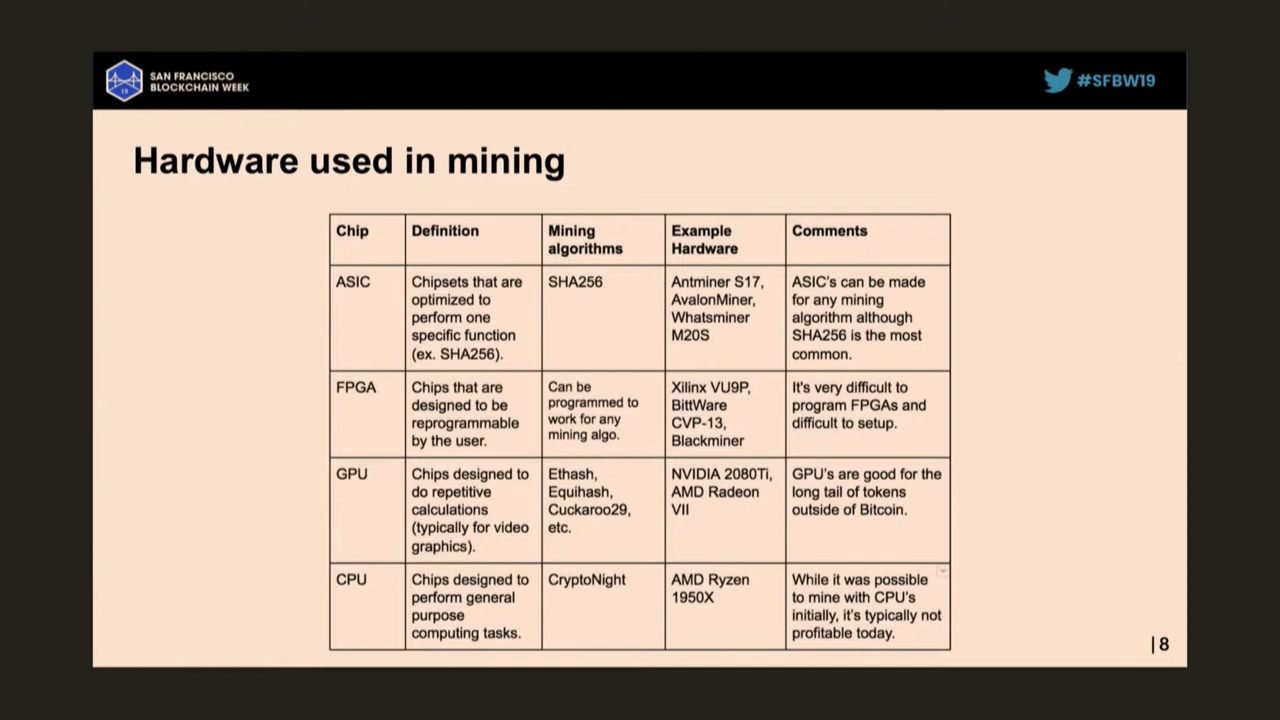 SAN FRANCISCO
BLOCKCHAIN WEEK
19
#SFBW19
Hardware used in mining
Chip
Definition
Mining
algorithms
Example
Hardware
Comments
ASIC
Chipsets that are
optimized to
perform one
specific function
(ex. SHA256).
SHA256
Antminer S17,
AvalonMiner,
Whatsminer
M20S
ASIC's can be made
for any mining
algorithm although
SHA256 is the most
common.
FPGA
Chips that are
designed to be
reprogrammable
by the user.
Can be
programmed to
work for any
mining algo.
Xilinx VU9P,
BittWare
CVP-13,
Blackminer
It's very difficult to
program FPGAs and
difficult to setup.
GPU
Chips designed to
do repetitive
calculations
(typically for video
graphics).
Ethash,
Equihash,
Cuckaroo29,
etc.
NVIDIA 2080Ti,
AMD Radeon
VII
GPU's are good for the
long tail of tokens
outside of Bitcoin.
CPU
Chips designed to
perform general
purpose
computing tasks.
CryptoNight
AMD Ryzen
1950X
While it was possible
to mine with CPU's
initially, it's typically not
profitable today.
| 8